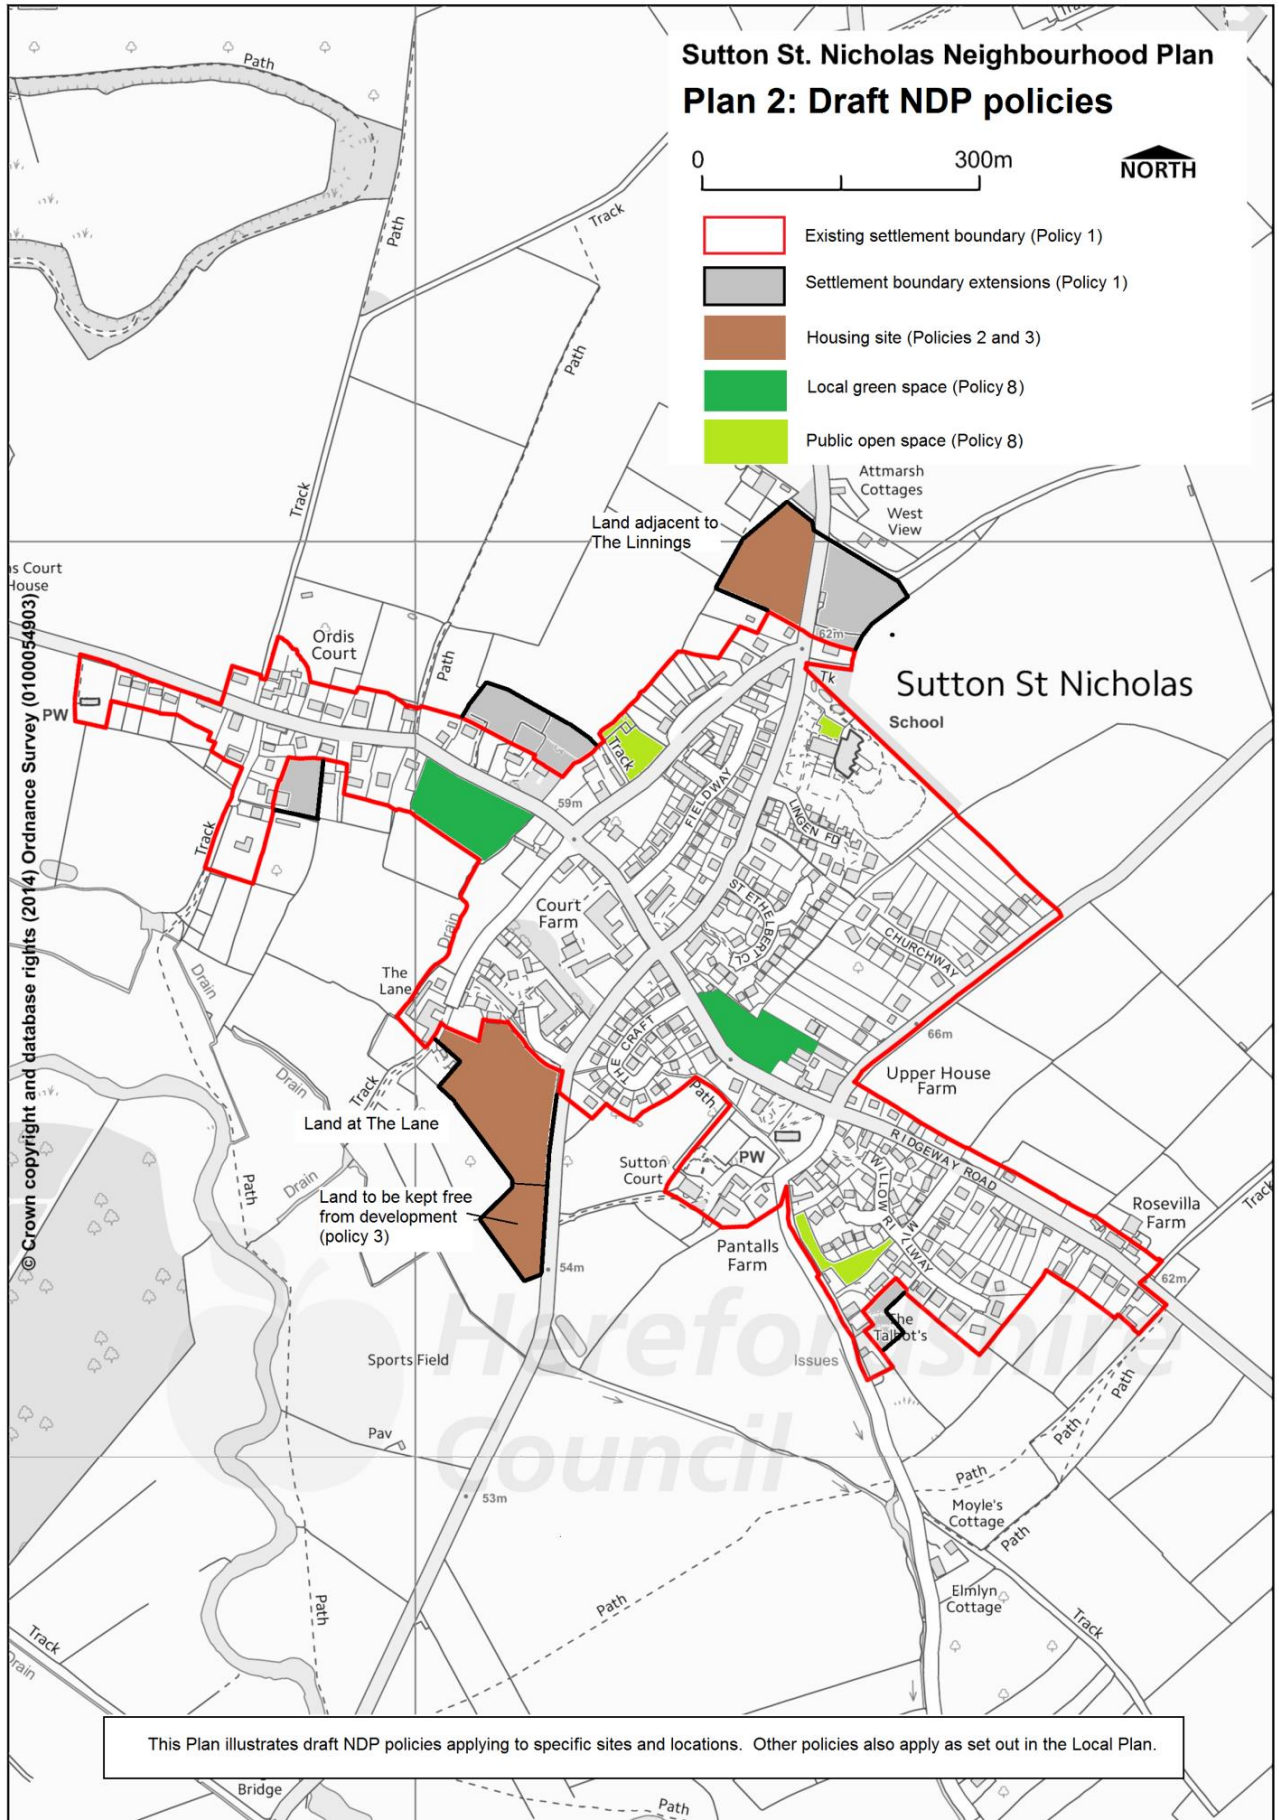 Path
Sutton St. Nicholas Neighbourhood Plan
Plan 2: Draft NDP policies
0 300m
NORTH
Track
Path
Existing settlement boundary (Policy 1)
Settlement boundary extensions (Policy 1)
Housing site (Policies 2 and 3)
Path
Local green space (Policy 8)
Public open space (Policy 8)
Attmarsh
Cottages
Track
West
View
Land adjacent to
The Linnings
Court
House
Ordis
Court
62m
Path
Tk
Sutton St Nicholas
PW
School
Track
59m
FIELDWAY
LINGEN FD
Track
ST ETHELBERT CL
Court
Farm
Drain
CHURCHWAY
The
Lane
Drain
66m
THE CRAFT
Upper House
Farm
Drain
Track
Path
Land at The Lane
RIDGEWAY ROAD
PW
Sutton
Court
WILLOW RI
Path
Drain
Land to be kept free
from development
(policy 3)
Rosevilla
Farm
Track
MILLWAY
Pantalls
Farm
54m
62m
The
Talbot's
Herefordshire
Council
Sports Field
Issues
Path
Pav
Path
Path
53m
Moyle's
Cottage
Path
Elmlyn
Cottage
Path
Path
Track
Track
Drain
© Crown copyright and database rights (2014) Ordnance Survey (0100054903)
This Plan illustrates draft NDP policies applying to specific sites and locations. Other policies also apply as set out in the Local Plan.
Bridge
Path